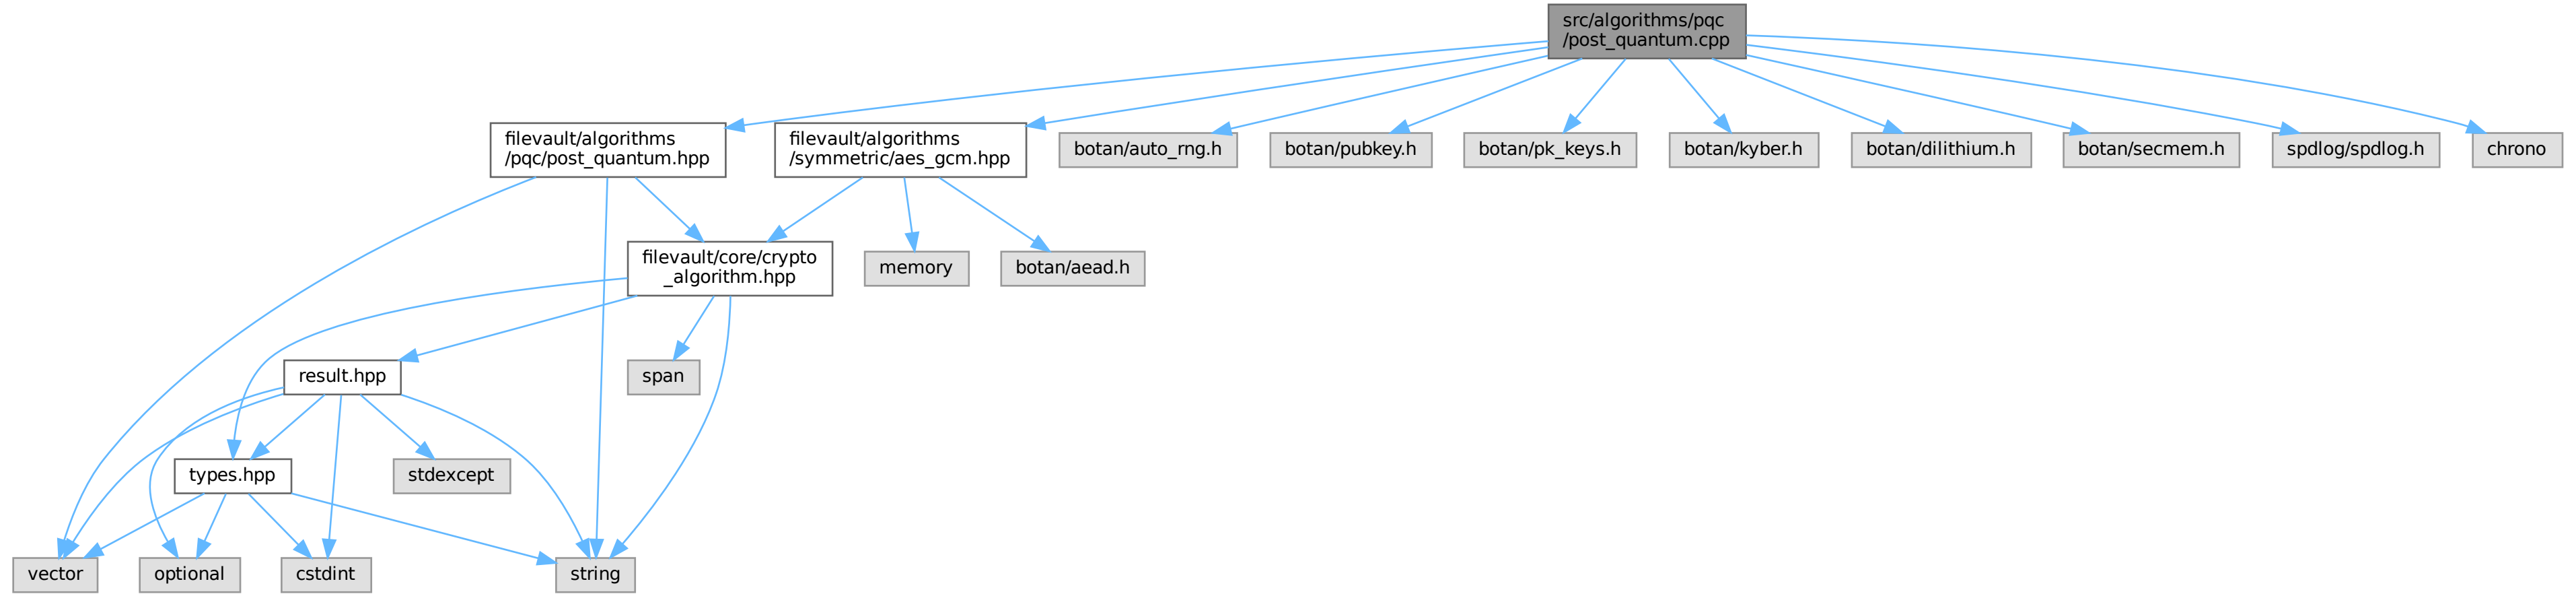 src/algorithms/pqc
/post_quantum.cpp
filevault/algorithms
/pqc/post_quantum.hpp
filevault/algorithms
/symmetric/aes_gcm.hpp
botan/auto_rng.h
botan/pubkey.h
botan/pk_keys.h
botan/kyber.h
botan/dilithium.h
botan/secmem.h
spdlog/spdlog.h
chrono
filevault/core/crypto
_algorithm.hpp
memory
botan/aead.h
result.hpp
span
types.hpp
stdexcept
vector
optional
cstdint
string